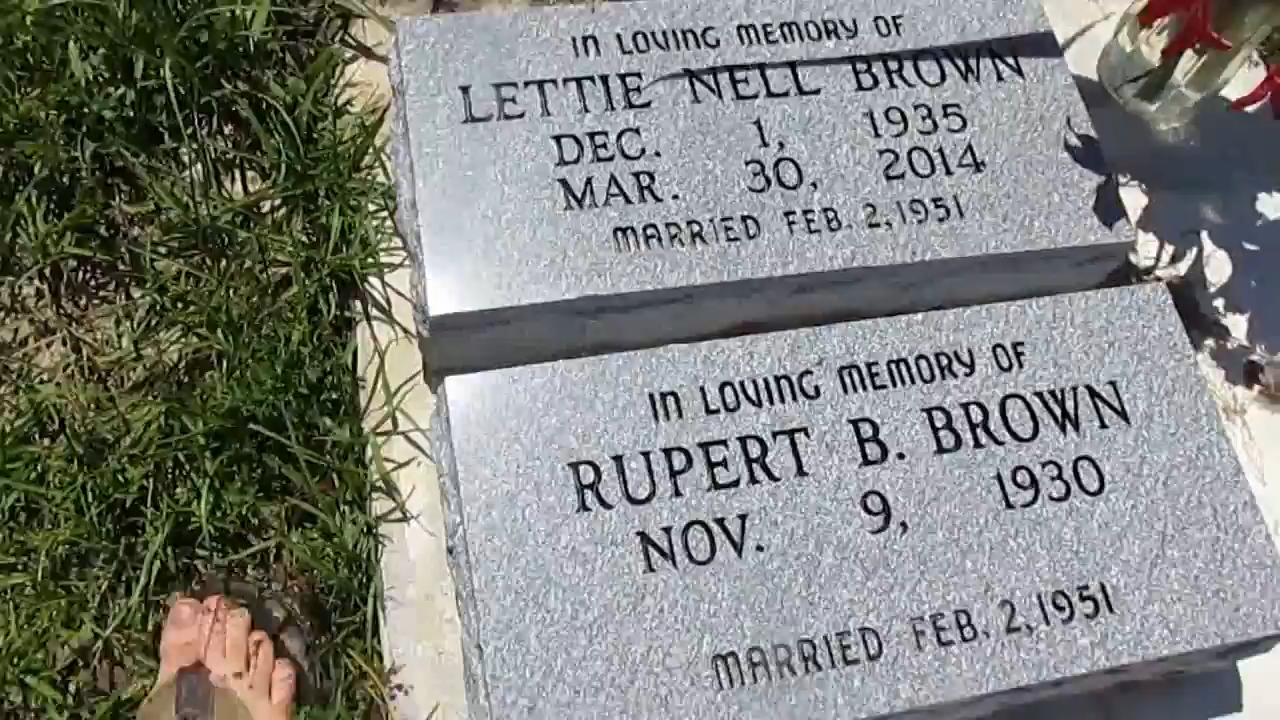 IN LOVING MEMORY OF
LETTIE NELL BROWN
DEC. 1, 1935
MAR. 30, 2014
MARRIED FEB. 2, 1951
IN LOVING MEMORY OF
RUPERT B. BROWN
NOV. 9, 1930
MARRIED FEB. 2, 1951